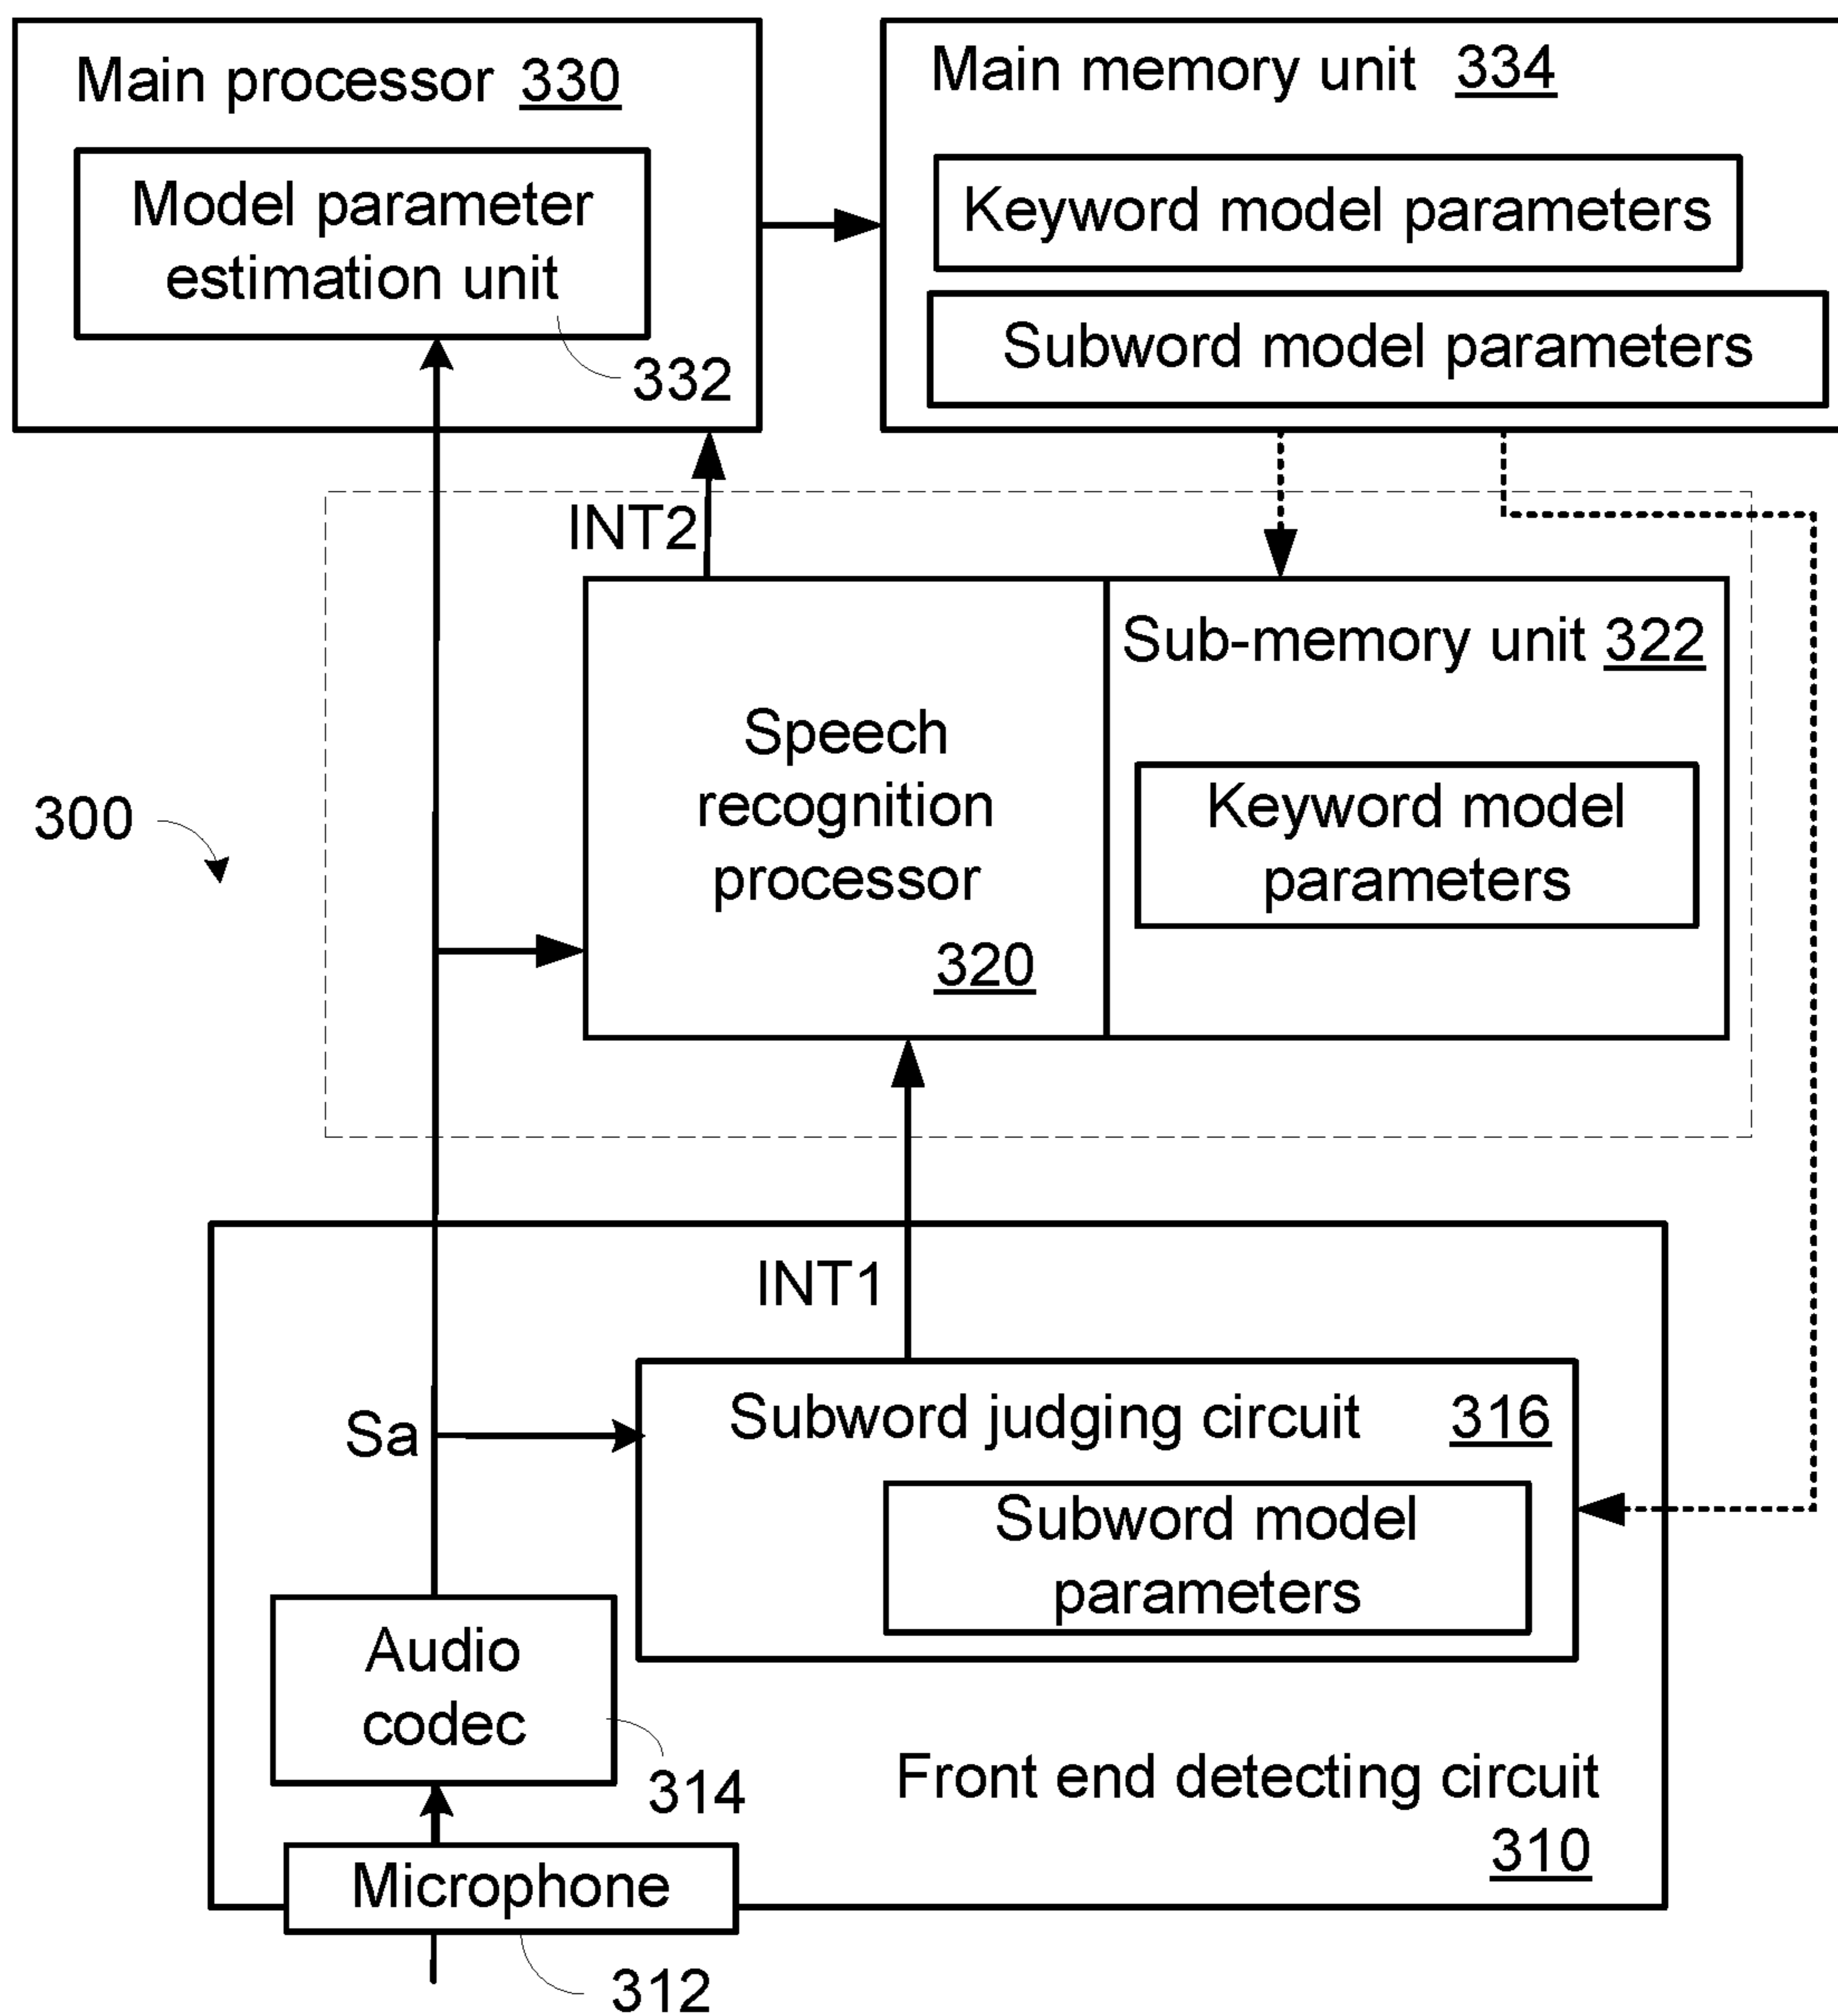 Main processor 330
Model parameter
estimation unit
332
Main memory unit 334
Keyword model parameters
Subword model parameters
INT2
Speech
recognition
processor
320
Sub-memory unit 322
Keyword model
parameters
300
INT1
Sa
Subword judging circuit 316
Subword model
parameters
Audio
codec
314
Front end detecting circuit
310
Microphone
312